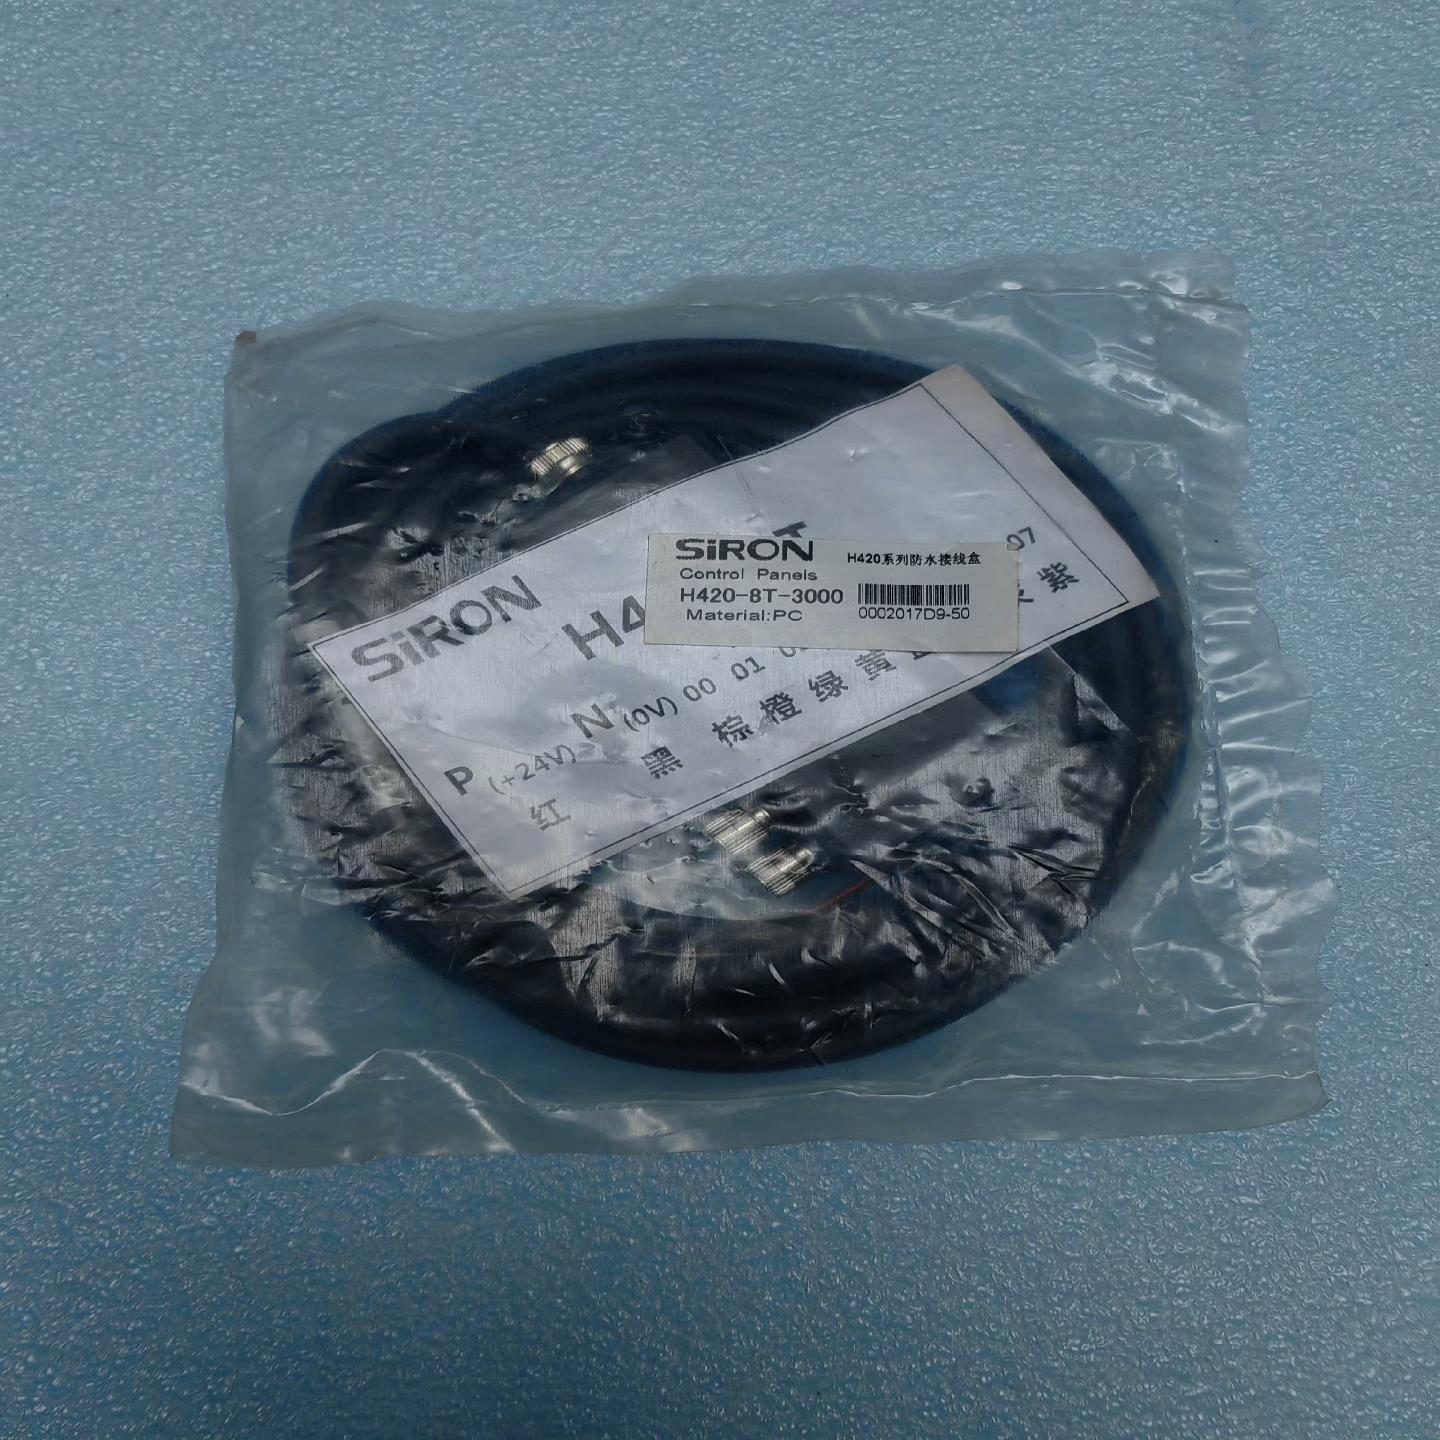 SiRON
H420系列防水接线盒
Control Panels
H420-8T-3000
Material:PC
0002017D9-50
SiRON
H4
T
P (+24V) N (0V) 00 01
07
红 黑 棕 橙 绿 黄
紫